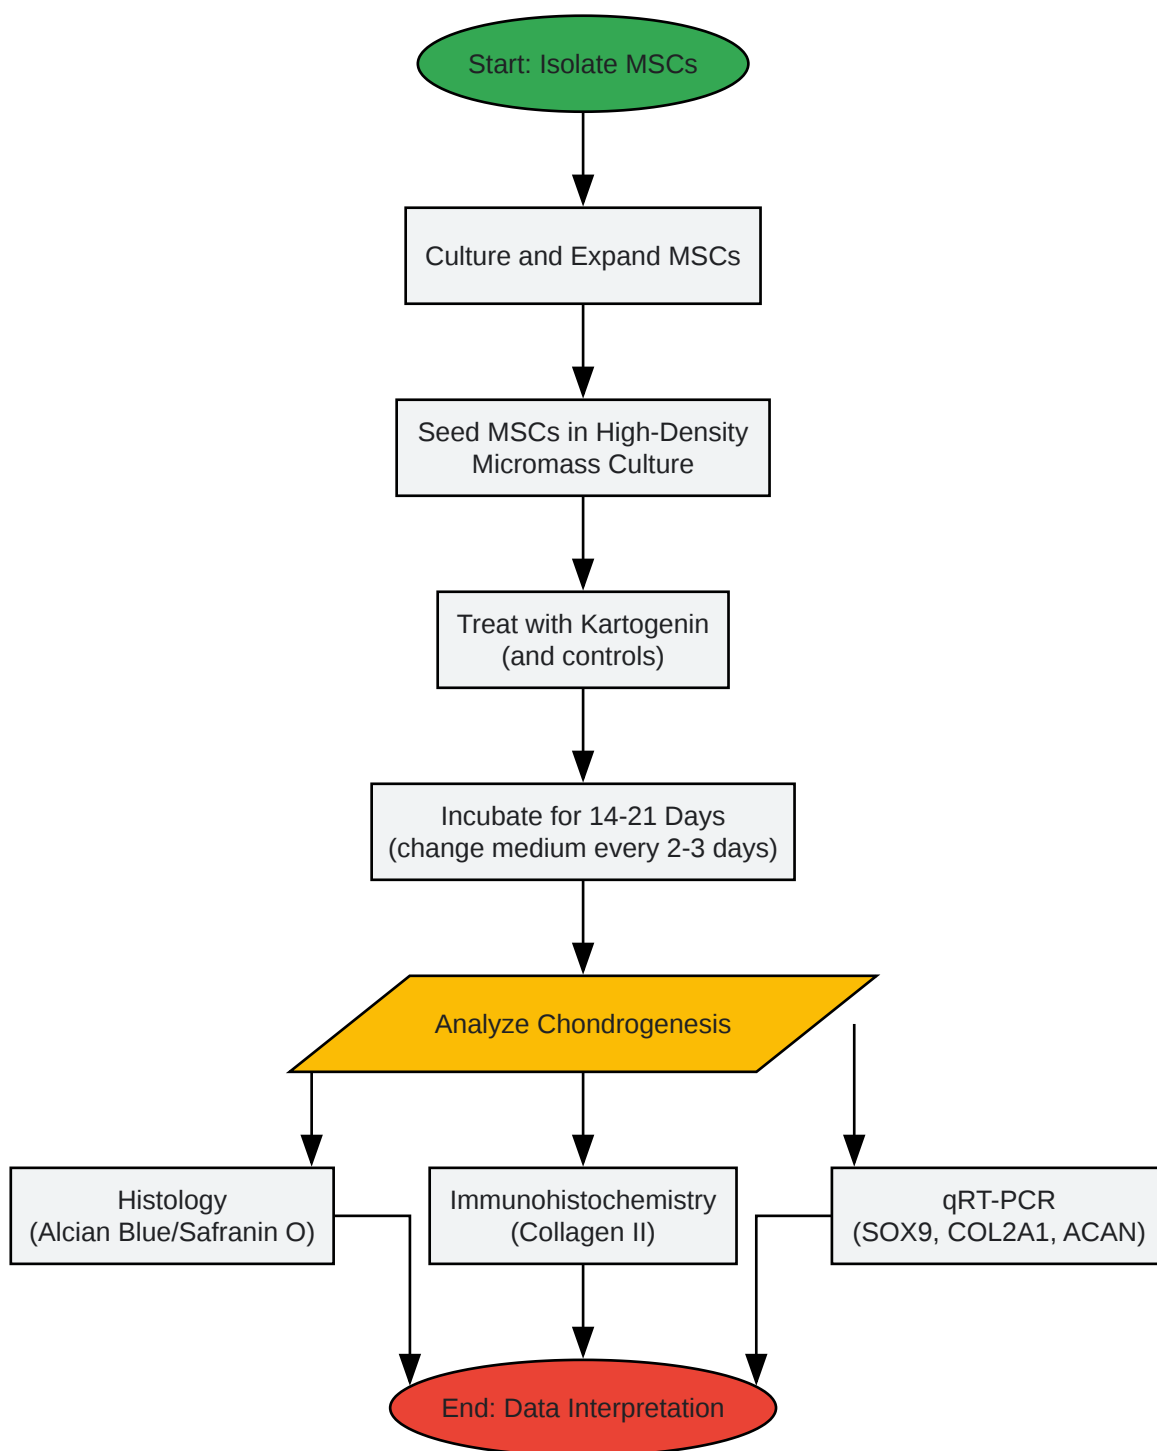 Start: Isolate MSCs
Culture and Expand MSCs
Seed MSCs in High-Density
Micromass Culture
Treat with Kartogenin
(and controls)
Incubate for 14-21 Days
(change medium every 2-3 days)
Analyze Chondrogenesis
Histology
(Alcian Blue/Safranin O)
Immunohistochemistry
(Collagen II)
qRT-PCR
(SOX9, COL2A1, ACAN)
End: Data Interpretation